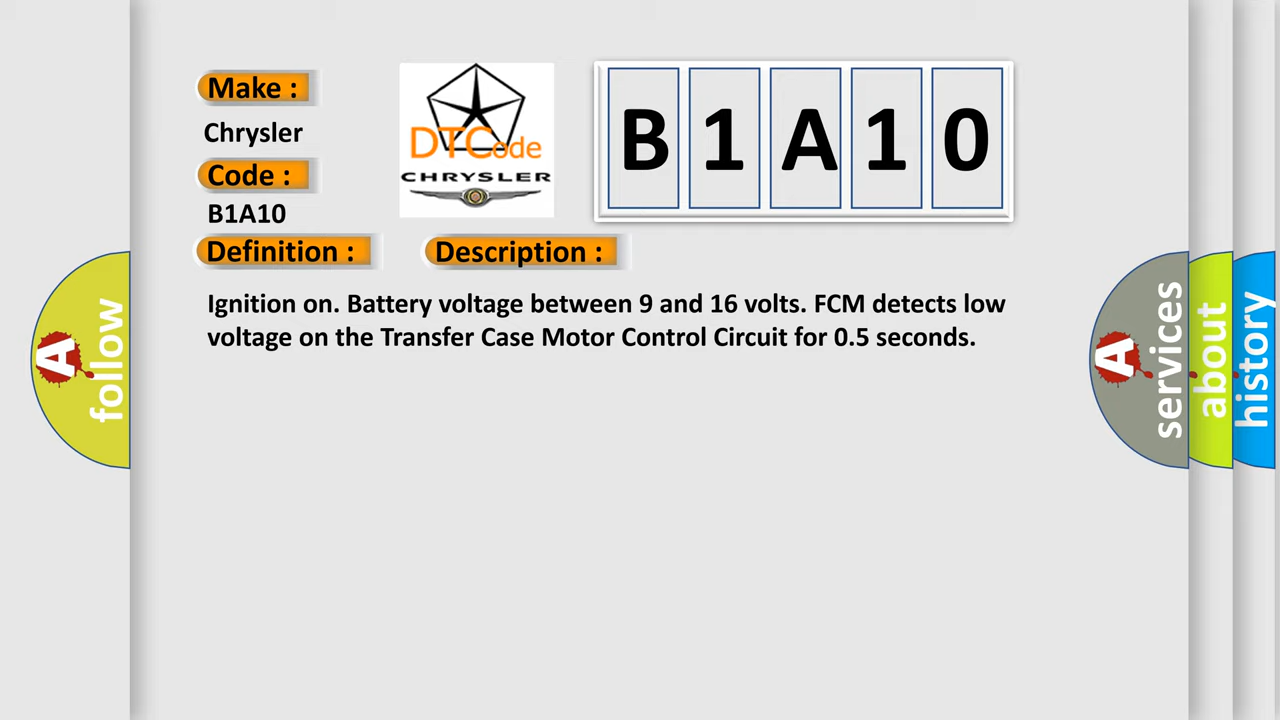 Make :
Chrysler
Code :
B1A10
Definition :
Description :
Ignition on. Battery voltage between 9 and 16 volts. FCM detects low
voltage on the Transfer Case Motor Control Circuit for 0.5 seconds.
DTCode
CHRYSLER
B 1 A 1 0
A follow
A services
about
history